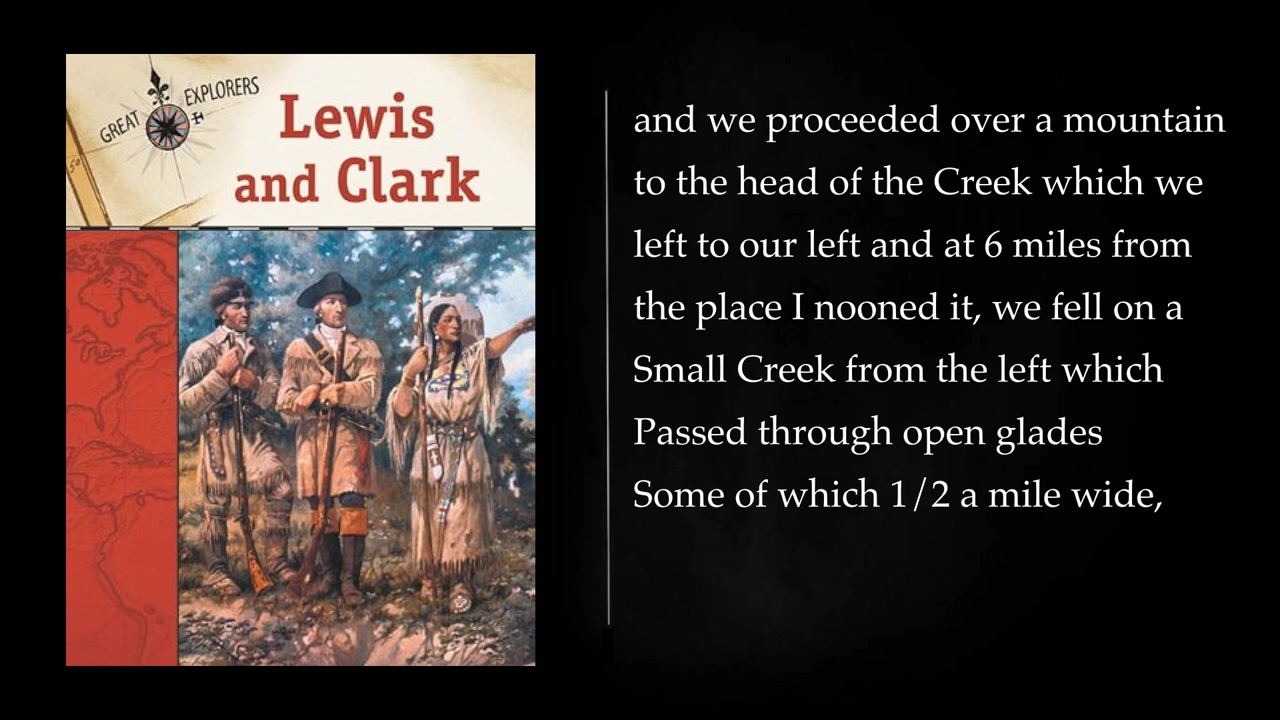 GREAT EXPLORERS
Lewis
and Clark
50
and we proceeded over a mountain
to the head of the Creek which we
left to our left and at 6 miles from
the place I nooned it, we fell on a
Small Creek from the left which
Passed through open glades
Some of which 1/2 a mile wide,